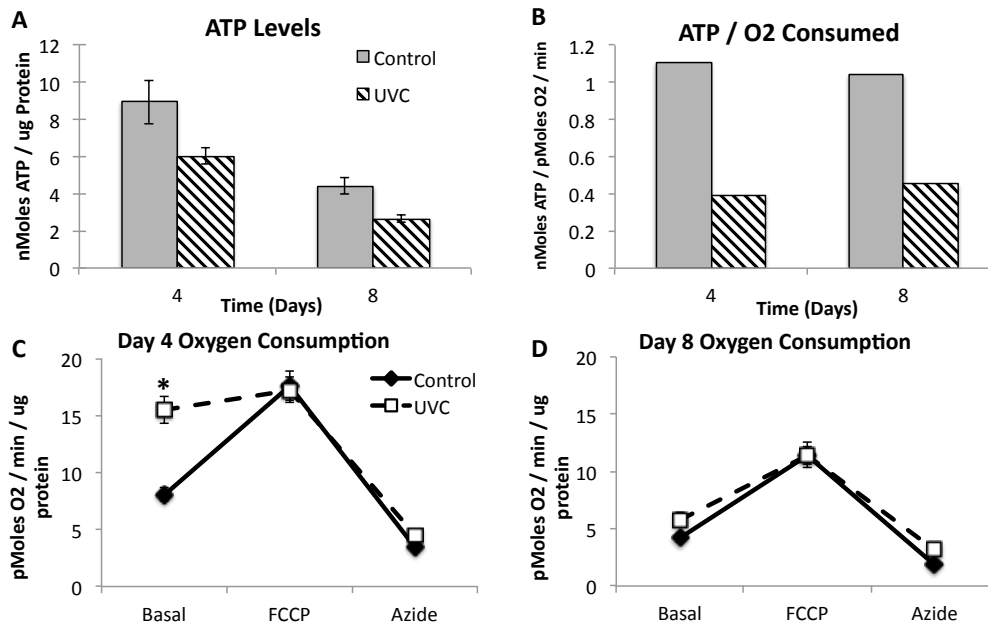 A
ATP Levels
nMoles ATP / ug Protein
12
10
8
6
4
2
0
Control
UVC
4
8
Time (Days)
B
ATP / O2 Consumed
nMoles ATP / pMoles O2 / min
1.2
1
0.8
0.6
0.4
0.2
0
4
8
Time (Days)
C
Day 4 Oxygen Consumption
pMoles O2 / min / ug
protein
20
15
10
5
0
*
Control
UVC
Basal
FCCP
Azide
D
Day 8 Oxygen Consumption
pMoles O2 / min / ug
protein
20
15
10
5
0
Basal
FCCP
Azide